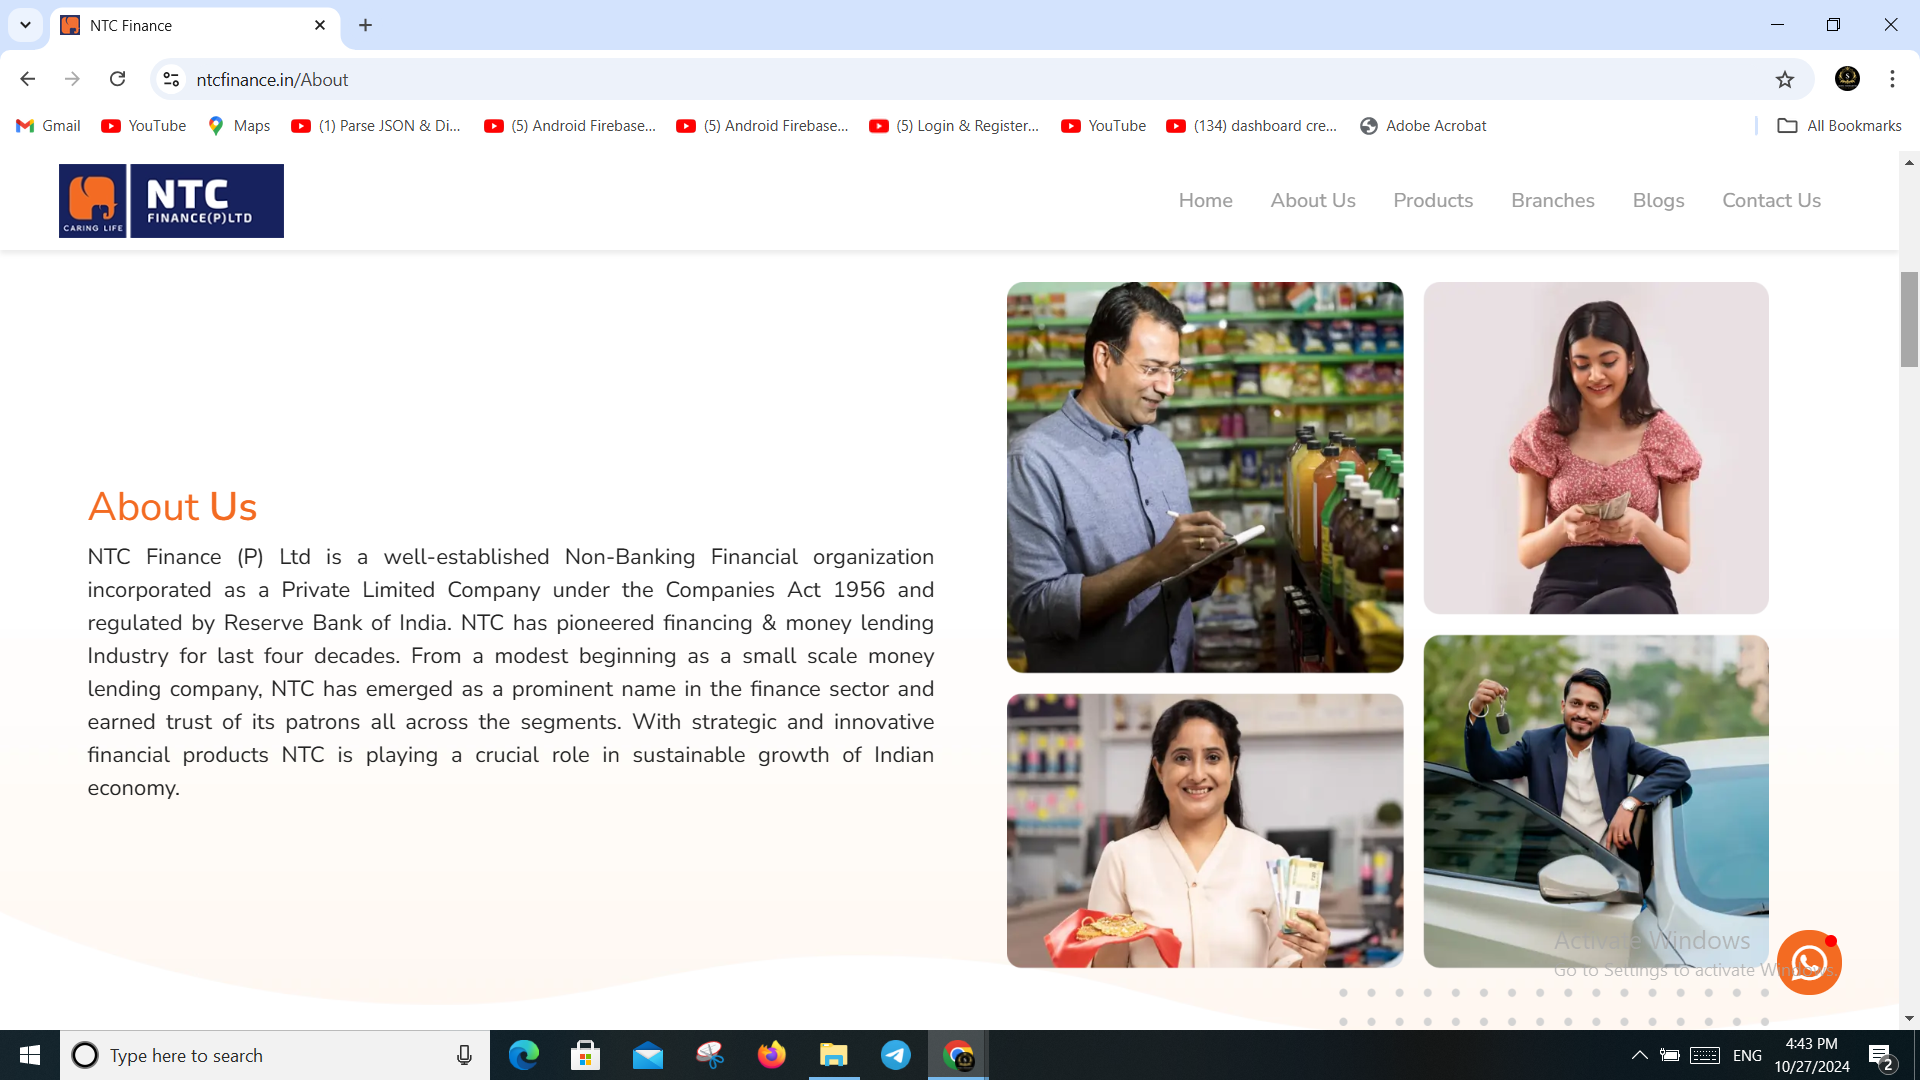 NTC Finance
ntcfinance.in/About
Gmail
YouTube
Maps
(1) Parse JSON & Di...
(5) Android Firebase...
(5) Android Firebase...
(5) Login & Register...
YouTube
(134) dashboard cre...
Adobe Acrobat
All Bookmarks
NTC
FINANCE(P)LTD
CARING LIFE
Home
About Us
Products
Branches
Blogs
Contact Us
About Us
NTC Finance (P) Ltd is a well-established Non-Banking Financial organization
incorporated as a Private Limited Company under the Companies Act 1956 and
regulated by Reserve Bank of India. NTC has pioneered financing & money lending
Industry for last four decades. From a modest beginning as a small scale money
lending company, NTC has emerged as a prominent name in the finance sector and
earned trust of its patrons all across the segments. With strategic and innovative
financial products NTC is playing a crucial role in sustainable growth of Indian
economy.
Activate Windows
Go to Settings to activate Windows.
Type here to search
ENG
4:43 PM
10/27/2024
2